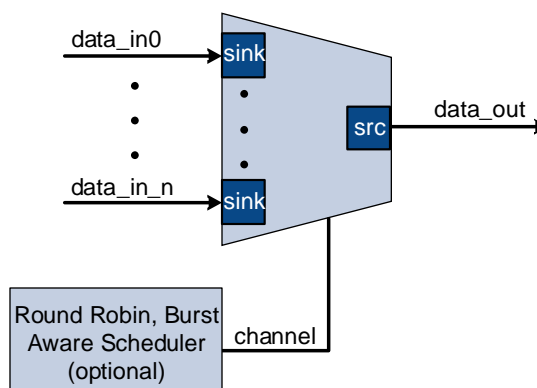 data_in0
sink
src
data_out
data_in_n
sink
Round Robin, Burst
Aware Scheduler
(optional)
channel